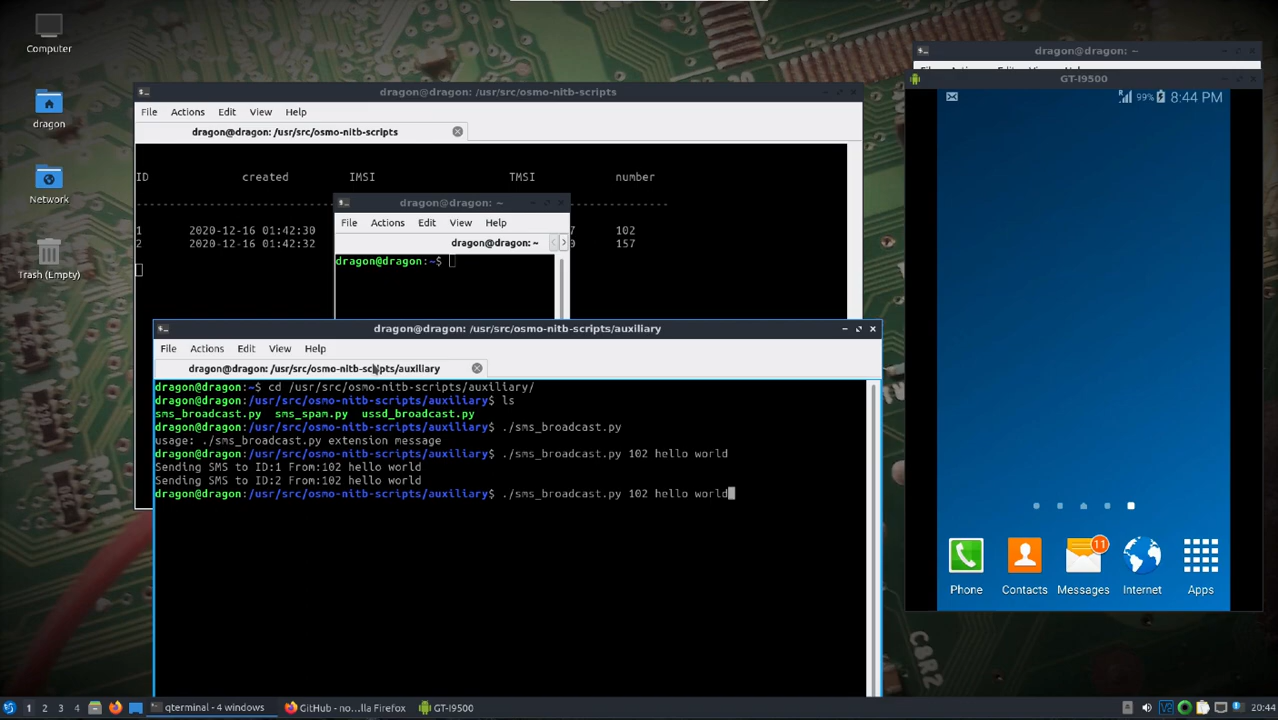 Computer
dragon
Network
Trash (Empty)
dragon@dragon: /usr/src/osmo-nitb-scripts
File Actions Edit View Help
dragon@dragon: /usr/src/osmo-nitb-scripts
ID created IMSI TMSI number
1 2020-12-16 01:42:30 7 102
2 2020-12-16 01:42:32 0 157
dragon@dragon: ~
File Actions Edit View Help
dragon@dragon: ~
dragon@dragon:~$
dragon@dragon: /usr/src/osmo-nitb-scripts/auxiliary
File Actions Edit View Help
dragon@dragon: /usr/src/osmo-nitb-scripts/auxiliary
dragon@dragon:~$ cd /usr/src/osmo-nitb-scripts/auxiliary/
dragon@dragon:/usr/src/osmo-nitb-scripts/auxiliary$ ls
sms_broadcast.py sms_spam.py ussd_broadcast.py
dragon@dragon:/usr/src/osmo-nitb-scripts/auxiliary$ ./sms_broadcast.py
usage: ./sms_broadcast.py extension message
dragon@dragon:/usr/src/osmo-nitb-scripts/auxiliary$ ./sms_broadcast.py 102 hello world
Sending SMS to ID:1 From:102 hello world
Sending SMS to ID:2 From:102 hello world
dragon@dragon:/usr/src/osmo-nitb-scripts/auxiliary$ ./sms_broadcast.py 102 hello world
dragon@dragon: ~
GT-I9500
R 99% 8:44 PM
11
Phone Contacts Messages Internet Apps
C8R2
1 2 3 4 qterminal - 4 windows GitHub - no...lla Firefox GT-I9500 V2 20:44